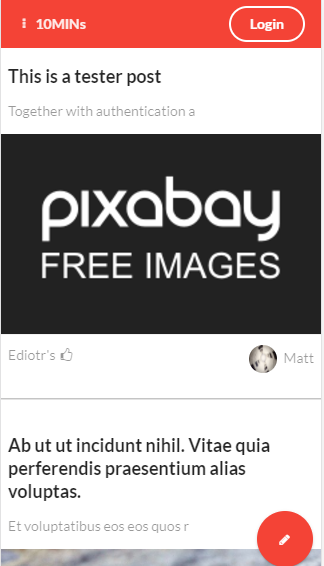 10MINs
Login
This is a tester post
Together with authentication a
pixabay
FREE IMAGES
Ediotr's
Matt
Ab ut ut incidunt nihil. Vitae quia
perferendis praesentium alias
voluptas.
Et voluptatibus eos eos quos r